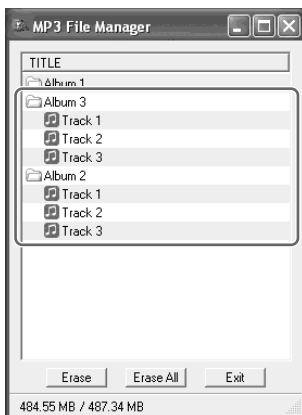 MP3 File Manager
TITLE
Album 1
Album 3
Track 1
Track 2
Track 3
Album 2
Track 1
Track 2
Track 3
Erase Erase All Exit
484.55 MB / 487.34 MB